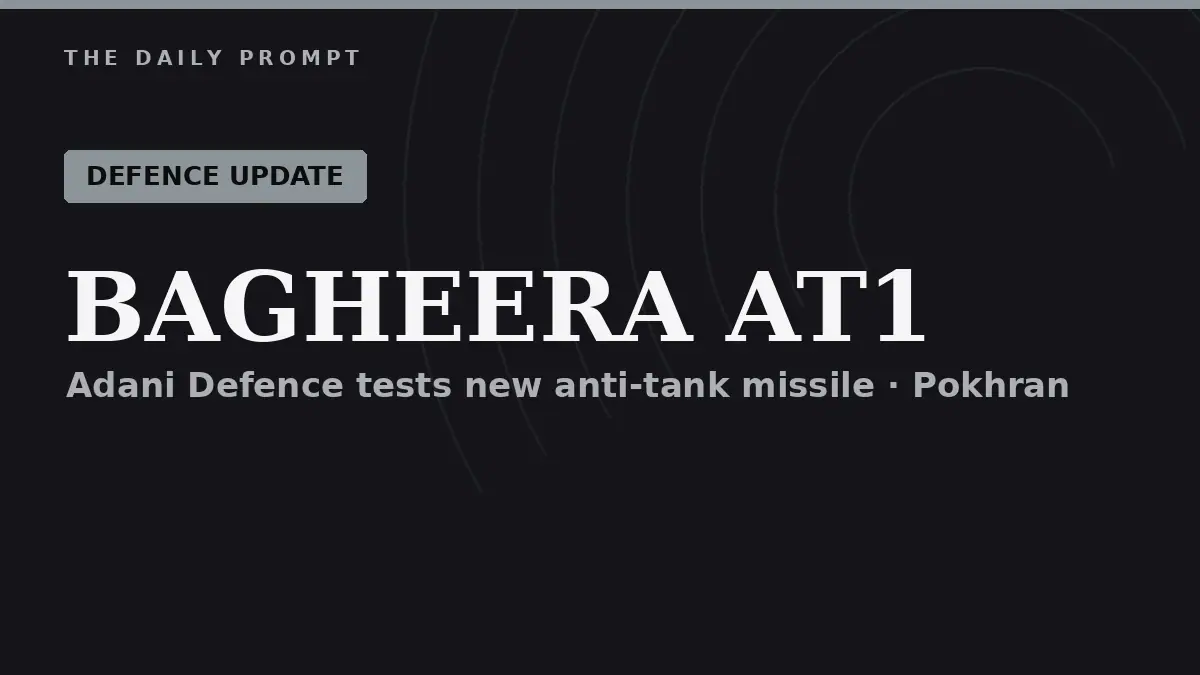 THE DAILY PROMPT
DEFENCE UPDATE
BAGHEERA AT1
Adani Defence tests new anti-tank missile · Pokhran